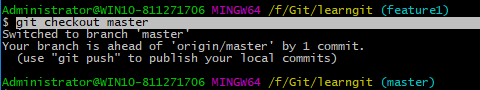 Administrator@WIN10-811271706 MINGW64 /f/Git/learngit (feature1)
$ git checkout master
Switched to branch 'master'
Your branch is ahead of 'origin/master' by 1 commit.
  (use "git push" to publish your local commits)
Administrator@WIN10-811271706 MINGW64 /f/Git/learngit (master)